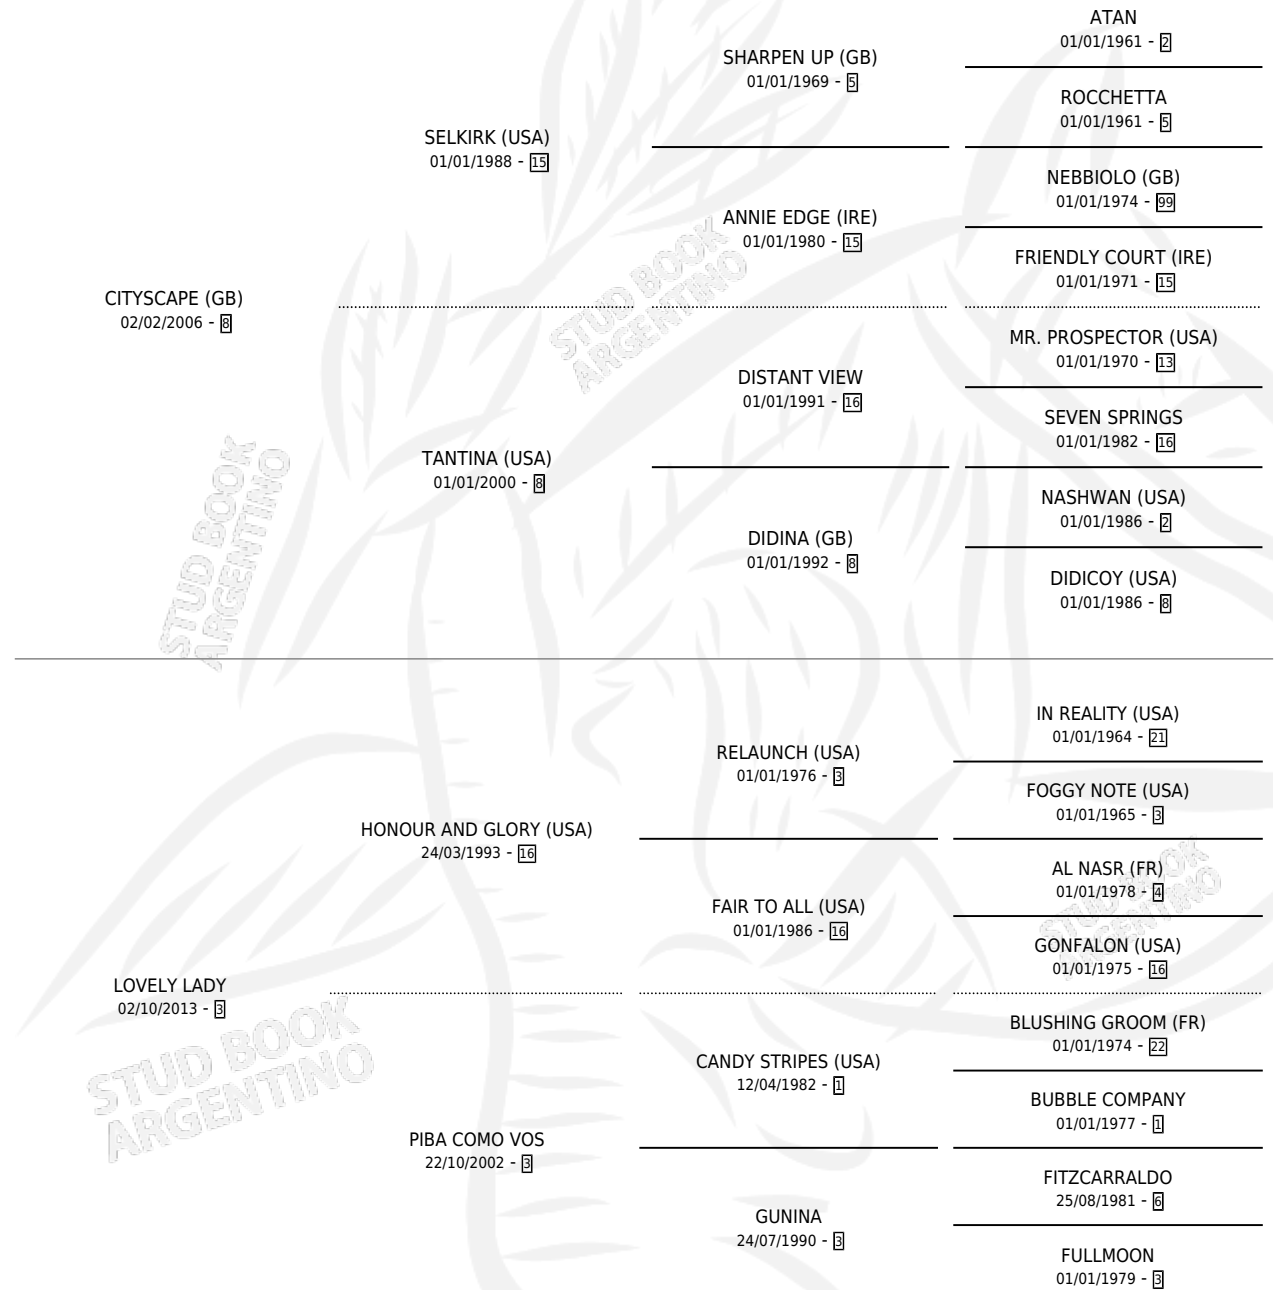 ATAN
01/01/1961 - 2
SHARPEN UP (GB)
01/01/1969 - 5
ROCCHETTA
01/01/1961 - 5
SELKIRK (USA)
01/01/1988 - 15
NEBBIOLO (GB)
01/01/1974 - 99
ANNIE EDGE (IRE)
01/01/1980 - 15
FRIENDLY COURT (IRE)
01/01/1971 - 15
CITYSCAPE (GB)
02/02/2006 - 8
MR. PROSPECTOR (USA)
01/01/1970 - 13
DISTANT VIEW
01/01/1991 - 16
SEVEN SPRINGS
01/01/1982 - 16
TANTINA (USA)
01/01/2000 - 8
NASHWAN (USA)
01/01/1986 - 2
DIDINA (GB)
01/01/1992 - 8
DIDICOY (USA)
01/01/1986 - 8
IN REALITY (USA)
01/01/1964 - 21
RELAUNCH (USA)
01/01/1976 - 3
FOGGY NOTE (USA)
01/01/1965 - 3
HONOUR AND GLORY (USA)
24/03/1993 - 16
AL NASR (FR)
01/01/1978 - 4
FAIR TO ALL (USA)
01/01/1986 - 16
GONFALON (USA)
01/01/1975 - 16
LOVELY LADY
02/10/2013 - 3
BLUSHING GROOM (FR)
01/01/1974 - 22
CANDY STRIPES (USA)
12/04/1982 - 1
BUBBLE COMPANY
01/01/1977 - 1
PIBA COMO VOS
22/10/2002 - 3
FITZCARRALDO
25/08/1981 - 6
GUNINA
24/07/1990 - 3
FULLMOON
01/01/1979 - 3
STUD BOOK
ARGENTINO
STUD BOOK
ARGENTINO
STUD BOOK
ARGENTINO
STUD BOOK
ARGENTINO